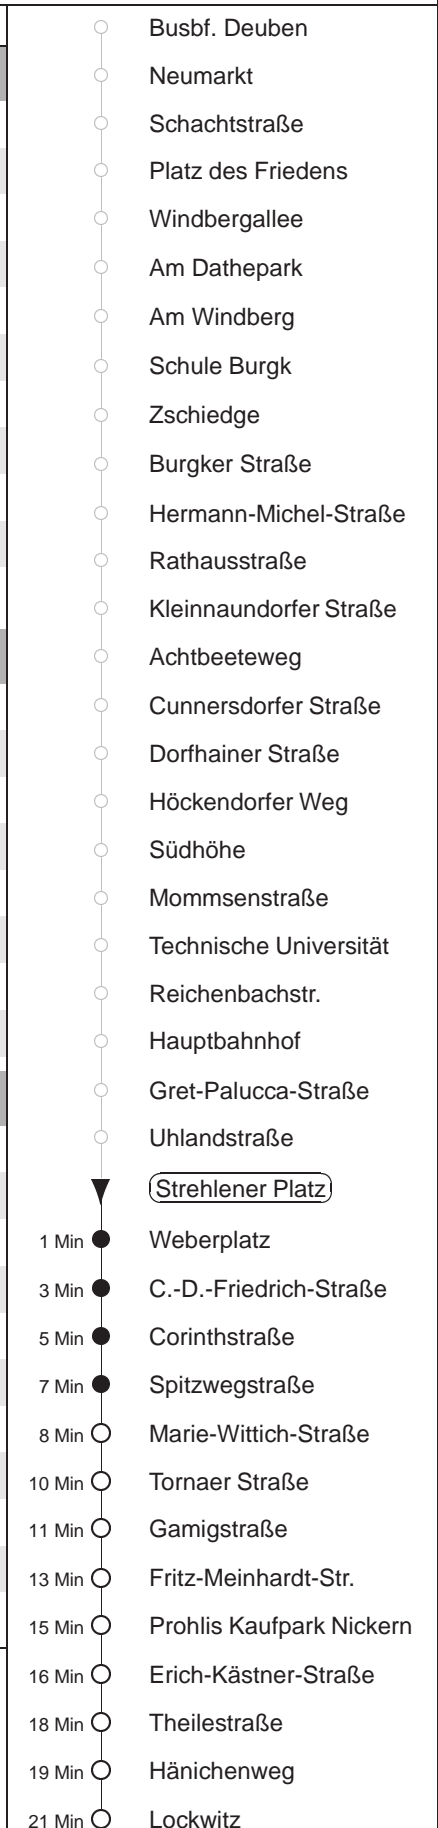 Busbf. Deuben
Neumarkt
Schachtstraße
Platz des Friedens
Windbergallee
Am Dathepark
Am Windberg
Schule Burgk
Zschiedge
Burgker Straße
Hermann-Michel-Straße
Rathausstraße
Kleinnaundorfer Straße
Achtbeeteweg
Cunnersdorfer Straße
Dorfhainer Straße
Höckendorfer Weg
Südhöhe
Mommsenstraße
Technische Universität
Reichenbachstr.
Hauptbahnhof
Gret-Palucca-Straße
Uhlandstraße
Strehlener Platz
1 Min Weberplatz
3 Min C.-D.-Friedrich-Straße
5 Min Corinthstraße
7 Min Spitzwegstraße
8 Min Marie-Wittich-Straße
10 Min Tornaer Straße
11 Min Gamigstraße
13 Min Fritz-Meinhardt-Str.
15 Min Prohlis Kaufpark Nickern
16 Min Erich-Kästner-Straße
18 Min Theilestraße
19 Min Hänichenweg
21 Min Lockwitz